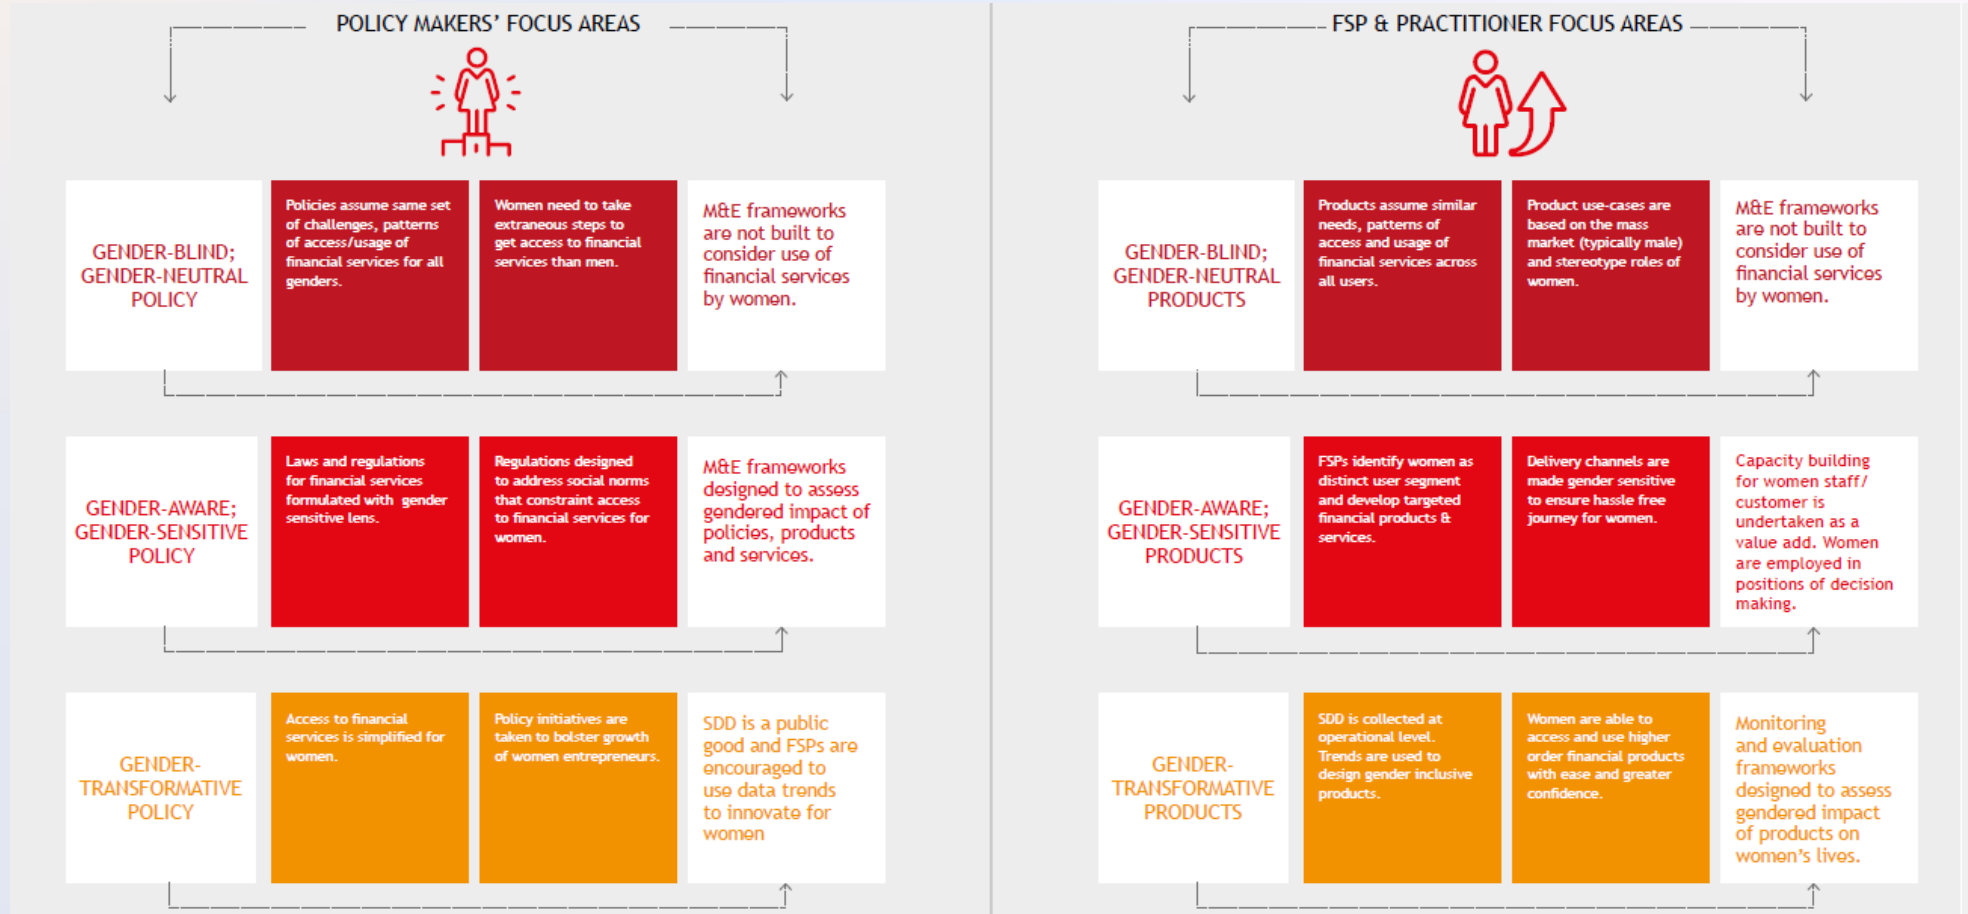 POLICY MAKERS' FOCUS AREAS
GENDER-BLIND;
GENDER-NEUTRAL
POLICY
Policies assume same set
of challenges, patterns
of access/usage of
financial services for all
genders.
Women need to take
extraneous steps to
get access to financial
services than men.
M&E frameworks
are not built to
consider use of
financial services
by women.
GENDER-AWARE;
GENDER-SENSITIVE
POLICY
Laws and regulations
for financial services
formulated with gender
sensitive lens.
Regulations designed
to address social norms
that constraint access
to financial services for
women.
M&E frameworks
designed to assess
gendered impact of
policies, products
and services.
GENDER-
TRANSFORMATIVE
POLICY
Access to financial
services is simplified for
women.
Policy initiatives are
taken to bolster growth
of women entrepreneurs.
SDD is a public
good and FSPs are
encouraged to
use data trends
to innovate for
women
FSP & PRACTITIONER FOCUS AREAS
GENDER-BLIND;
GENDER-NEUTRAL
PRODUCTS
Products assume similar
needs, patterns of
access and usage of
financial services across
all users.
Product use-cases are
based on the mass
market (typically male)
and stereotype roles of
women.
M&E frameworks
are not built to
consider use of
financial services
by women.
GENDER-AWARE;
GENDER-SENSITIVE
PRODUCTS
FSPs identify women as
distinct user segment
and develop targeted
financial products &
services.
Delivery channels are
made gender sensitive
to ensure hassle free
journey for women.
Capacity building
for women staff/
customer is
undertaken as a
value add. Women
are employed in
positions of decision
making.
GENDER-
TRANSFORMATIVE
PRODUCTS
SDD is collected at
operational level.
Trends are used to
design gender inclusive
products.
Women are able to
access and use higher
order financial products
with ease and greater
confidence.
Monitoring
and evaluation
frameworks
designed to assess
gendered impact
of products on
women's lives.